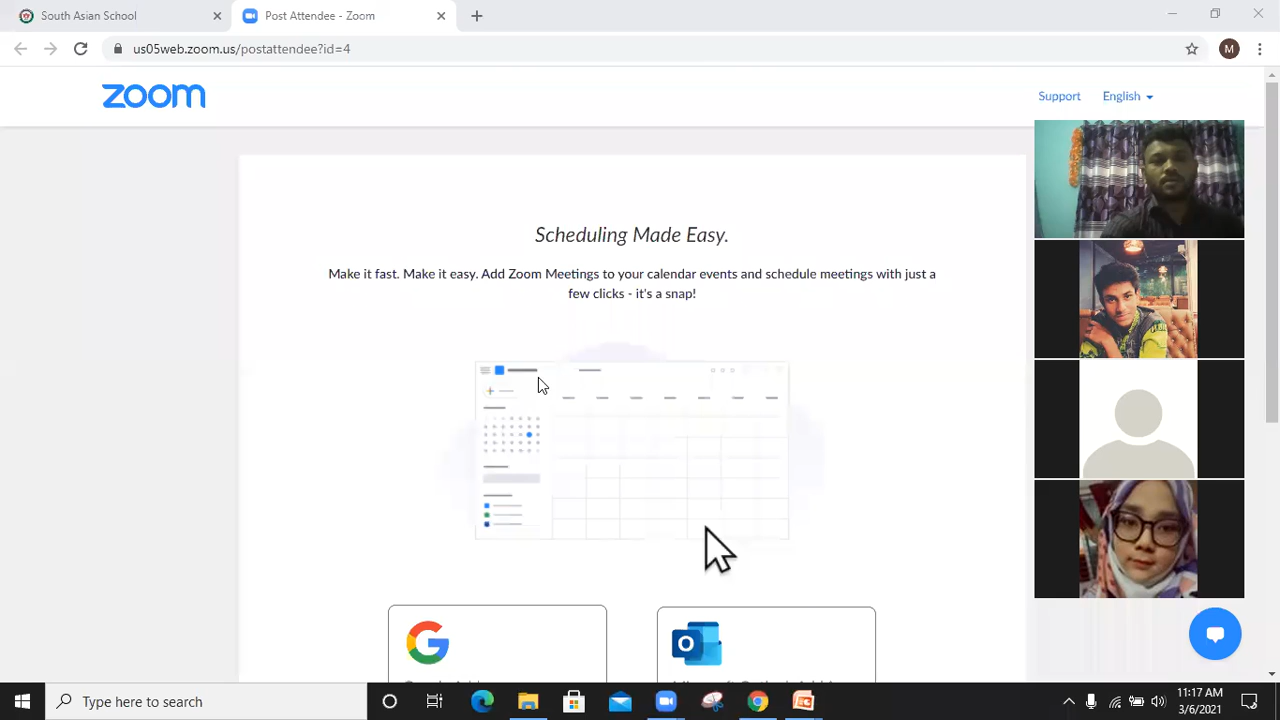 South Asian School
Post Attendee - Zoom
us05web.zoom.us/postattendee?id=4
M
zoom
Support
English
Scheduling Made Easy.
Make it fast. Make it easy. Add Zoom Meetings to your calendar events and schedule meetings with just a
few clicks - it's a snap!
Type here to search
11:17 AM
3/6/2021